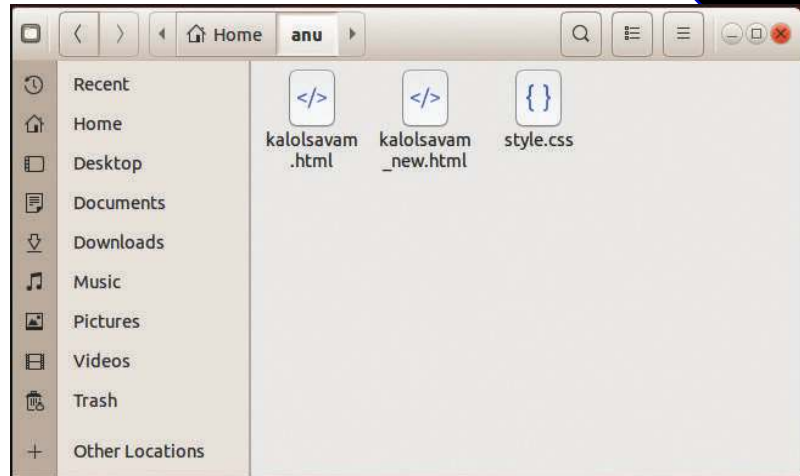 Home anu
Recent
Home
Desktop
Documents
Downloads
Music
Pictures
Videos
Trash
Other Locations
</> </> { }
kalolsavam kalolsavam style.css
.html _new.html